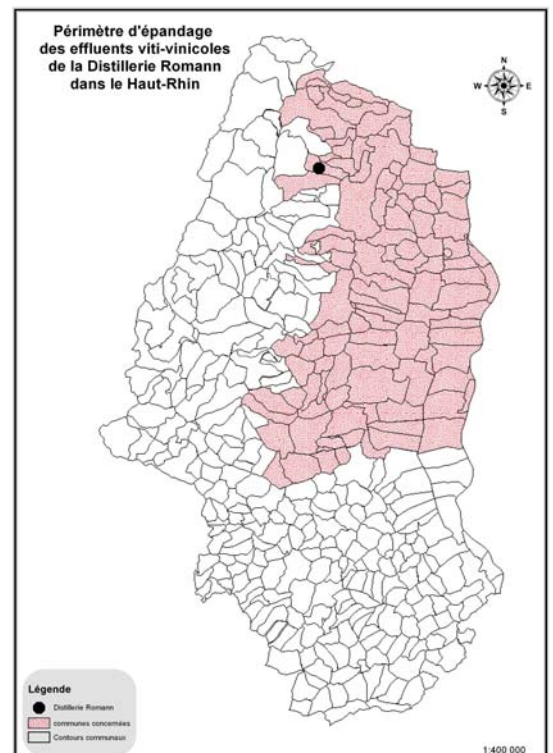 Périmètre d'épandage
des effluents viti-vinicoles
de la Distillerie Romann
dans le Haut-Rhin
N
W E
S
Légende
Distillerie Romann
communes concernées
Contours communaux
1:400 000